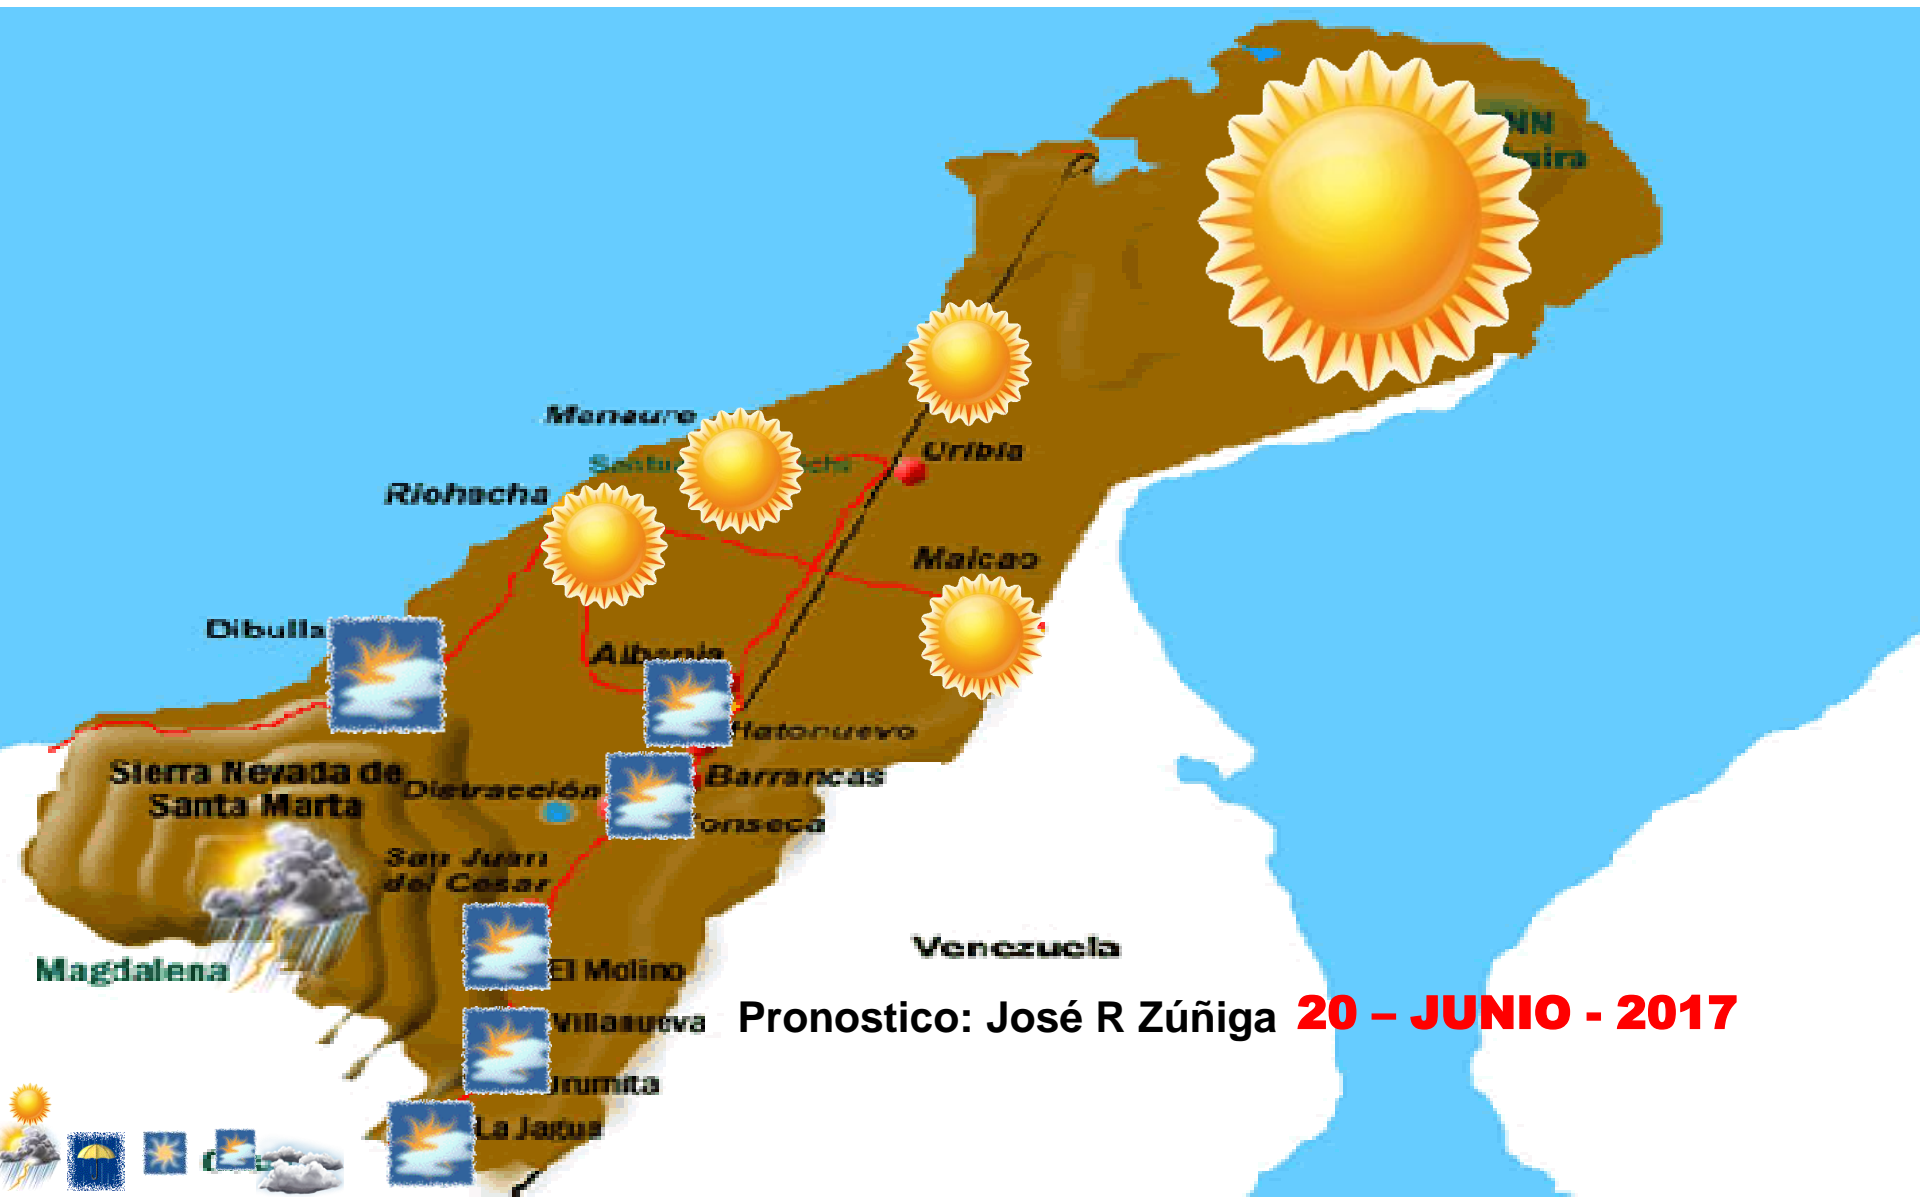 Manaure
Uribia
Riohacha
Maicao
Dibulla
Albania
Hatonuevo
Sierra Nevada de
Santa Marta
Distracción
Barrancas
San Juan
del Cesar
Magdalena
El Molino
Venezuela
Villanueva
Pronostico: José R Zúñiga 20 – JUNIO - 2017
La Jagua